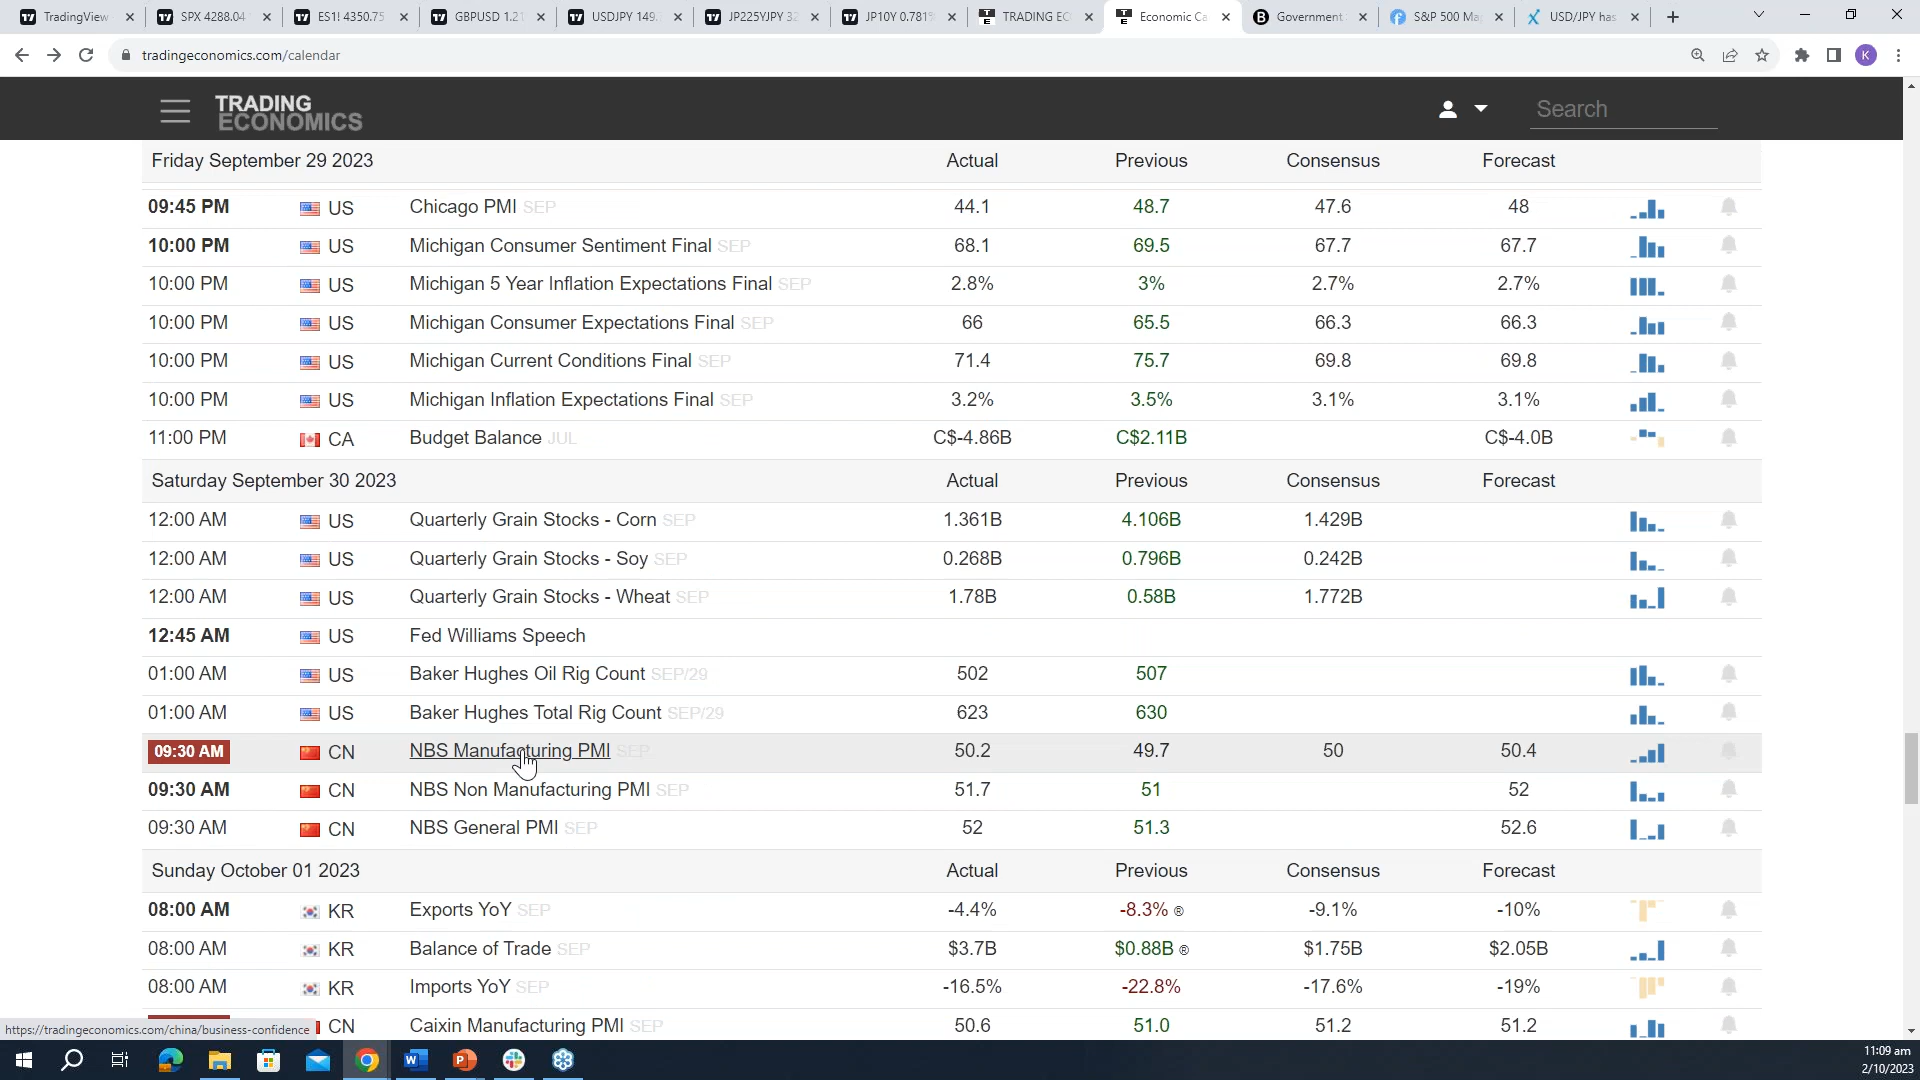 TradingView
SPX 4288.04
ES1! 4350.75
GBPUSD 1.21
USDJPY 149.
JP225YJPY 32
JP10Y 0.781%
TRADING EC
Economic Ca
Government
S&P 500 Ma
USD/JPY has
tradingeconomics.com/calendar
K
TRADING
ECONOMICS
Search
Friday September 29 2023 Actual Previous Consensus Forecast
09:45 PM US Chicago PMI SEP 44.1 48.7 47.6 48
10:00 PM US Michigan Consumer Sentiment Final SEP 68.1 69.5 67.7 67.7
10:00 PM US Michigan 5 Year Inflation Expectations Final SEP 2.8% 3% 2.7% 2.7%
10:00 PM US Michigan Consumer Expectations Final SEP 66 65.5 66.3 66.3
10:00 PM US Michigan Current Conditions Final SEP 71.4 75.7 69.8 69.8
10:00 PM US Michigan Inflation Expectations Final SEP 3.2% 3.5% 3.1% 3.1%
11:00 PM CA Budget Balance JUL C$-4.86B C$2.11B C$-4.0B
Saturday September 30 2023 Actual Previous Consensus Forecast
12:00 AM US Quarterly Grain Stocks - Corn SEP 1.361B 4.106B 1.429B
12:00 AM US Quarterly Grain Stocks - Soy SEP 0.268B 0.796B 0.242B
12:00 AM US Quarterly Grain Stocks - Wheat SEP 1.78B 0.58B 1.772B
12:45 AM US Fed Williams Speech
01:00 AM US Baker Hughes Oil Rig Count SEP/29 502 507
01:00 AM US Baker Hughes Total Rig Count SEP/29 623 630
09:30 AM CN NBS Manufacturing PMI SEP 50.2 49.7 50 50.4
09:30 AM CN NBS Non Manufacturing PMI SEP 51.7 51 52
09:30 AM CN NBS General PMI SEP 52 51.3 52.6
Sunday October 01 2023 Actual Previous Consensus Forecast
08:00 AM KR Exports YoY SEP -4.4% -8.3% ® -9.1% -10%
08:00 AM KR Balance of Trade SEP $3.7B $0.88B ® $1.75B $2.05B
08:00 AM KR Imports YoY SEP -16.5% -22.8% -17.6% -19%
CN Caixin Manufacturing PMI SEP 50.6 51.0 51.2 51.2
https://tradingeconomics.com/china/business-confidence
11:09 am
2/10/2023